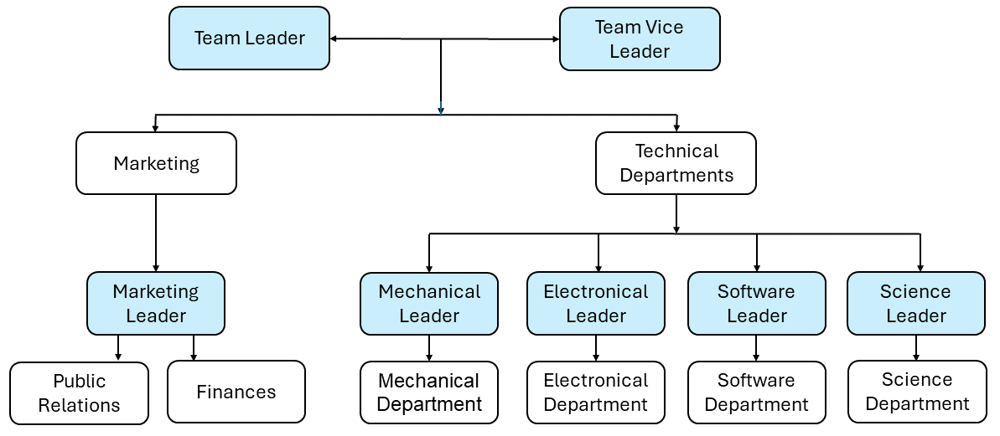 Team Leader
Team Vice
Leader
Marketing
Technical
Departments
Marketing
Leader
Mechanical
Leader
Electronical
Leader
Software
Leader
Science
Leader
Public
Relations
Finances
Mechanical
Department
Electronical
Department
Software
Department
Science
Department